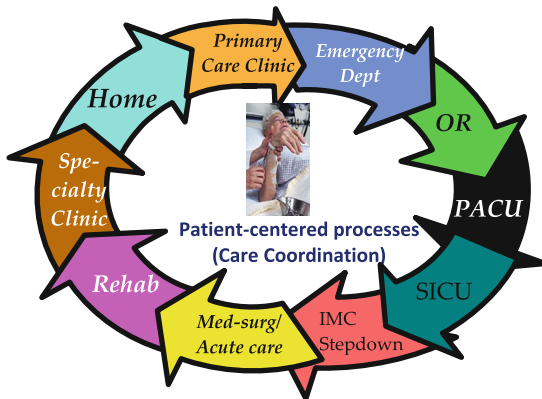 Primary
Care Clinic
Emergency
Dept
OR
PACU
SICU
IMC
Stepdown
Med-surg/
Acute care
Rehab
Spe-
cialty
Clinic
Home
Patient-centered processes
(Care Coordination)